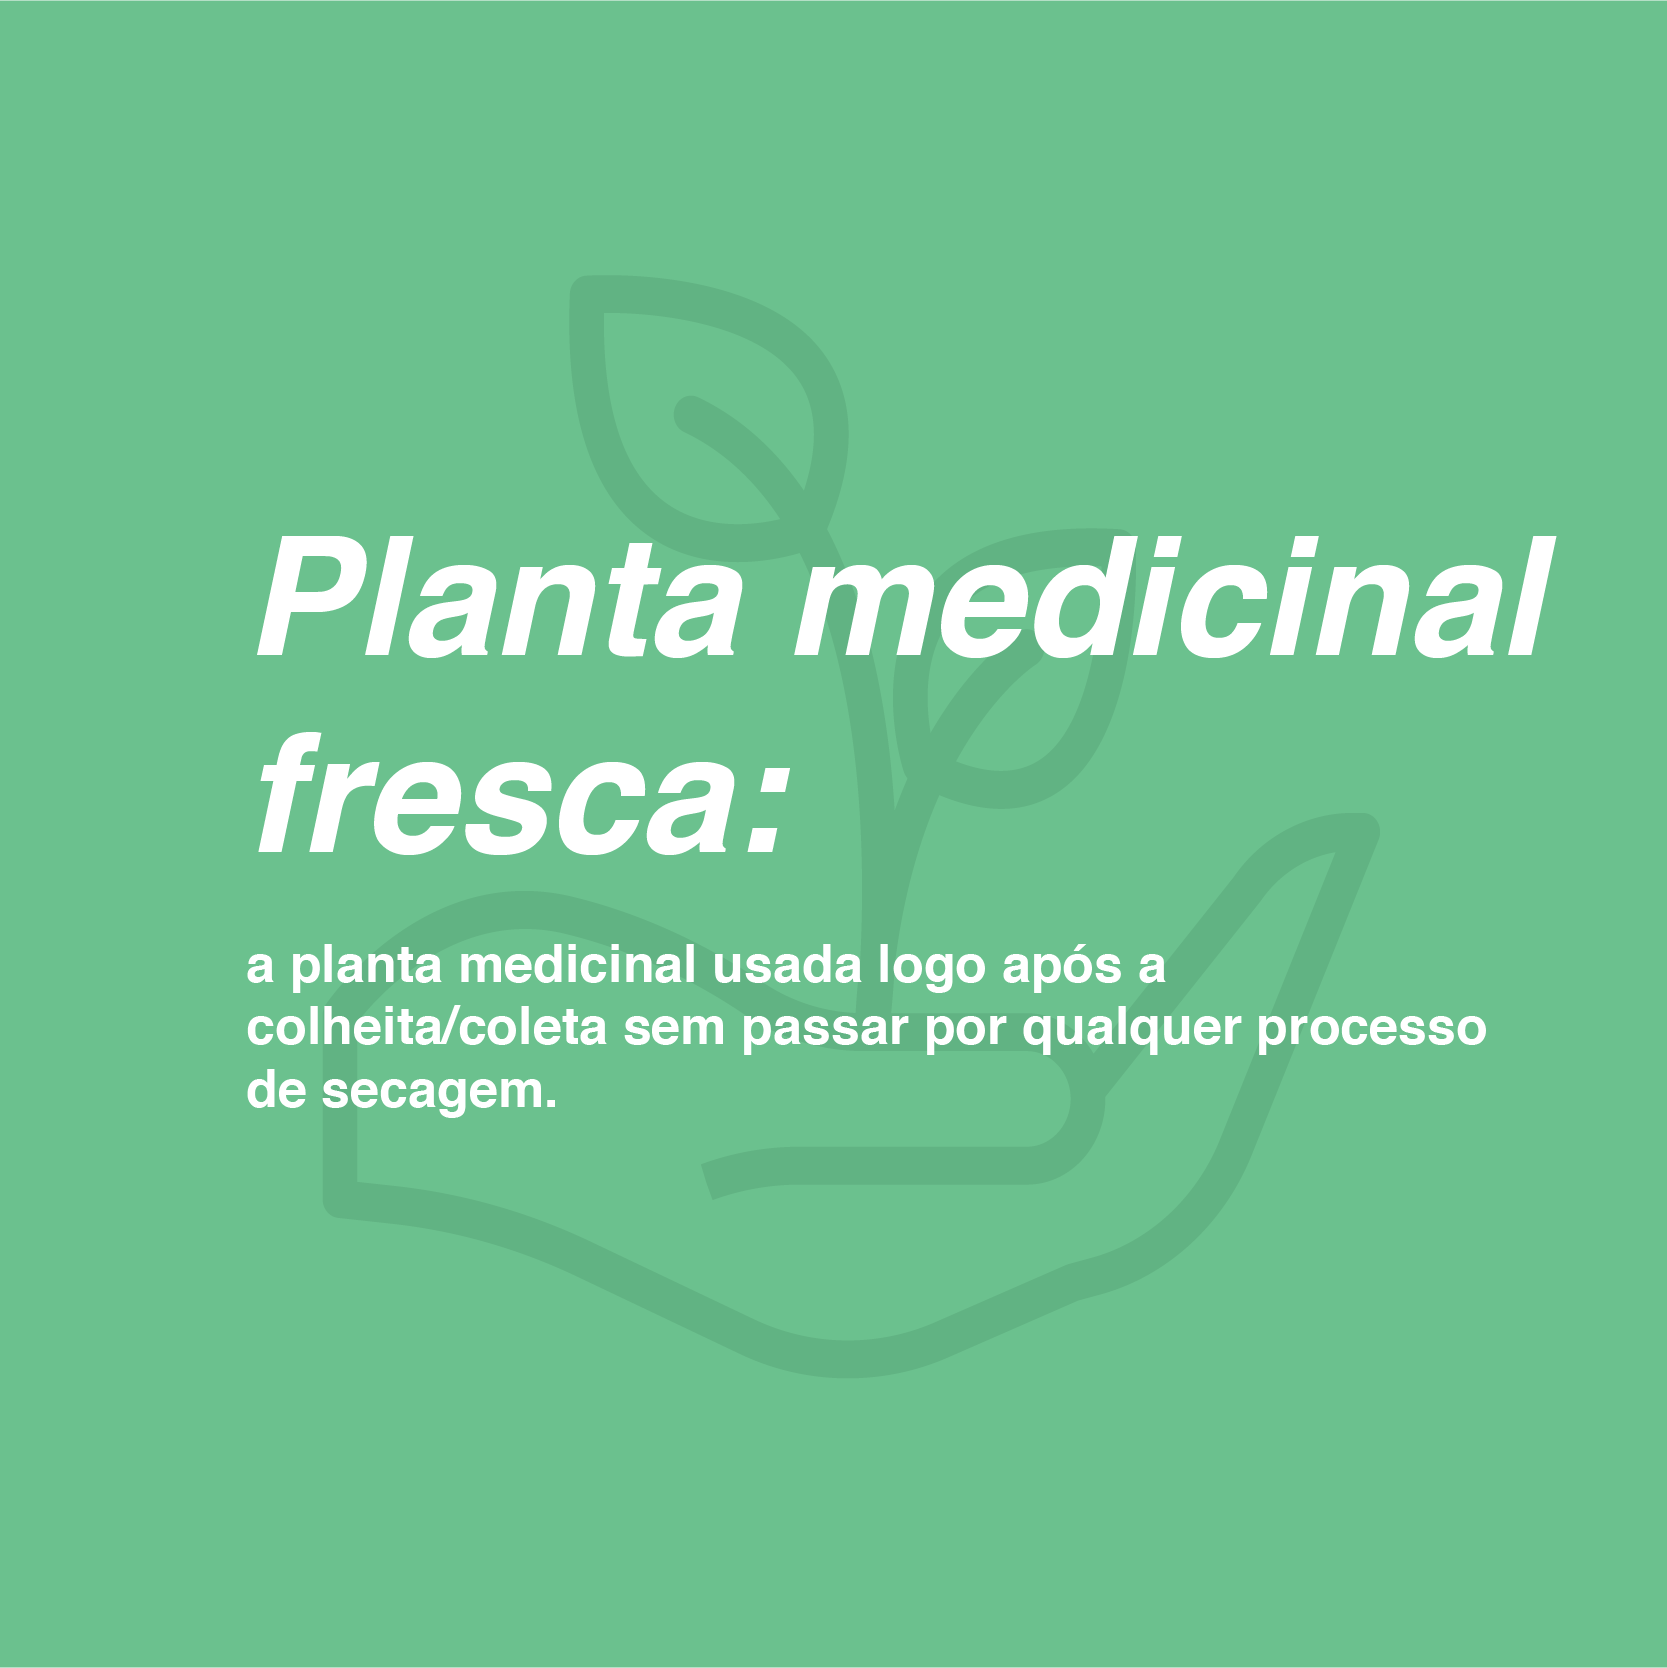 Planta medicinal
fresca:
a planta medicinal usada logo após a
colheita/coleta sem passar por qualquer processo
de secagem.